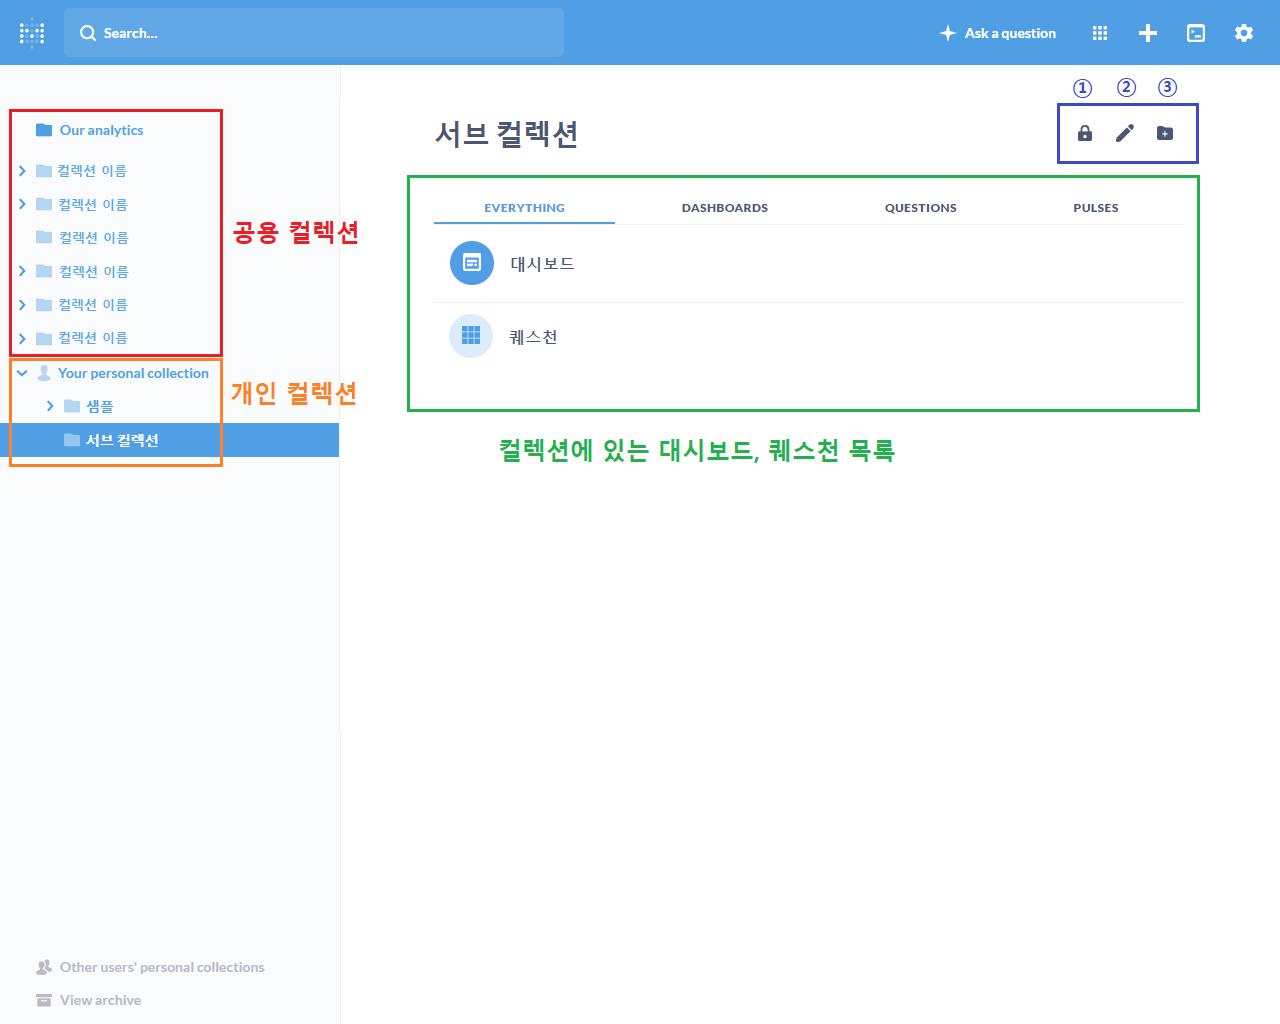 Search...
Ask a question
① ② ③
Our analytics
서브 컬렉션
컬렉션 이름
컬렉션 이름
컬렉션 이름
컬렉션 이름
컬렉션 이름
컬렉션 이름
공용 컬렉션
EVERYTHING DASHBOARDS QUESTIONS PULSES
대시보드
퀘스천
Your personal collection
샘플
서브 컬렉션
개인 컬렉션
컬렉션에 있는 대시보드, 퀘스천 목록
Other users' personal collections
View archive